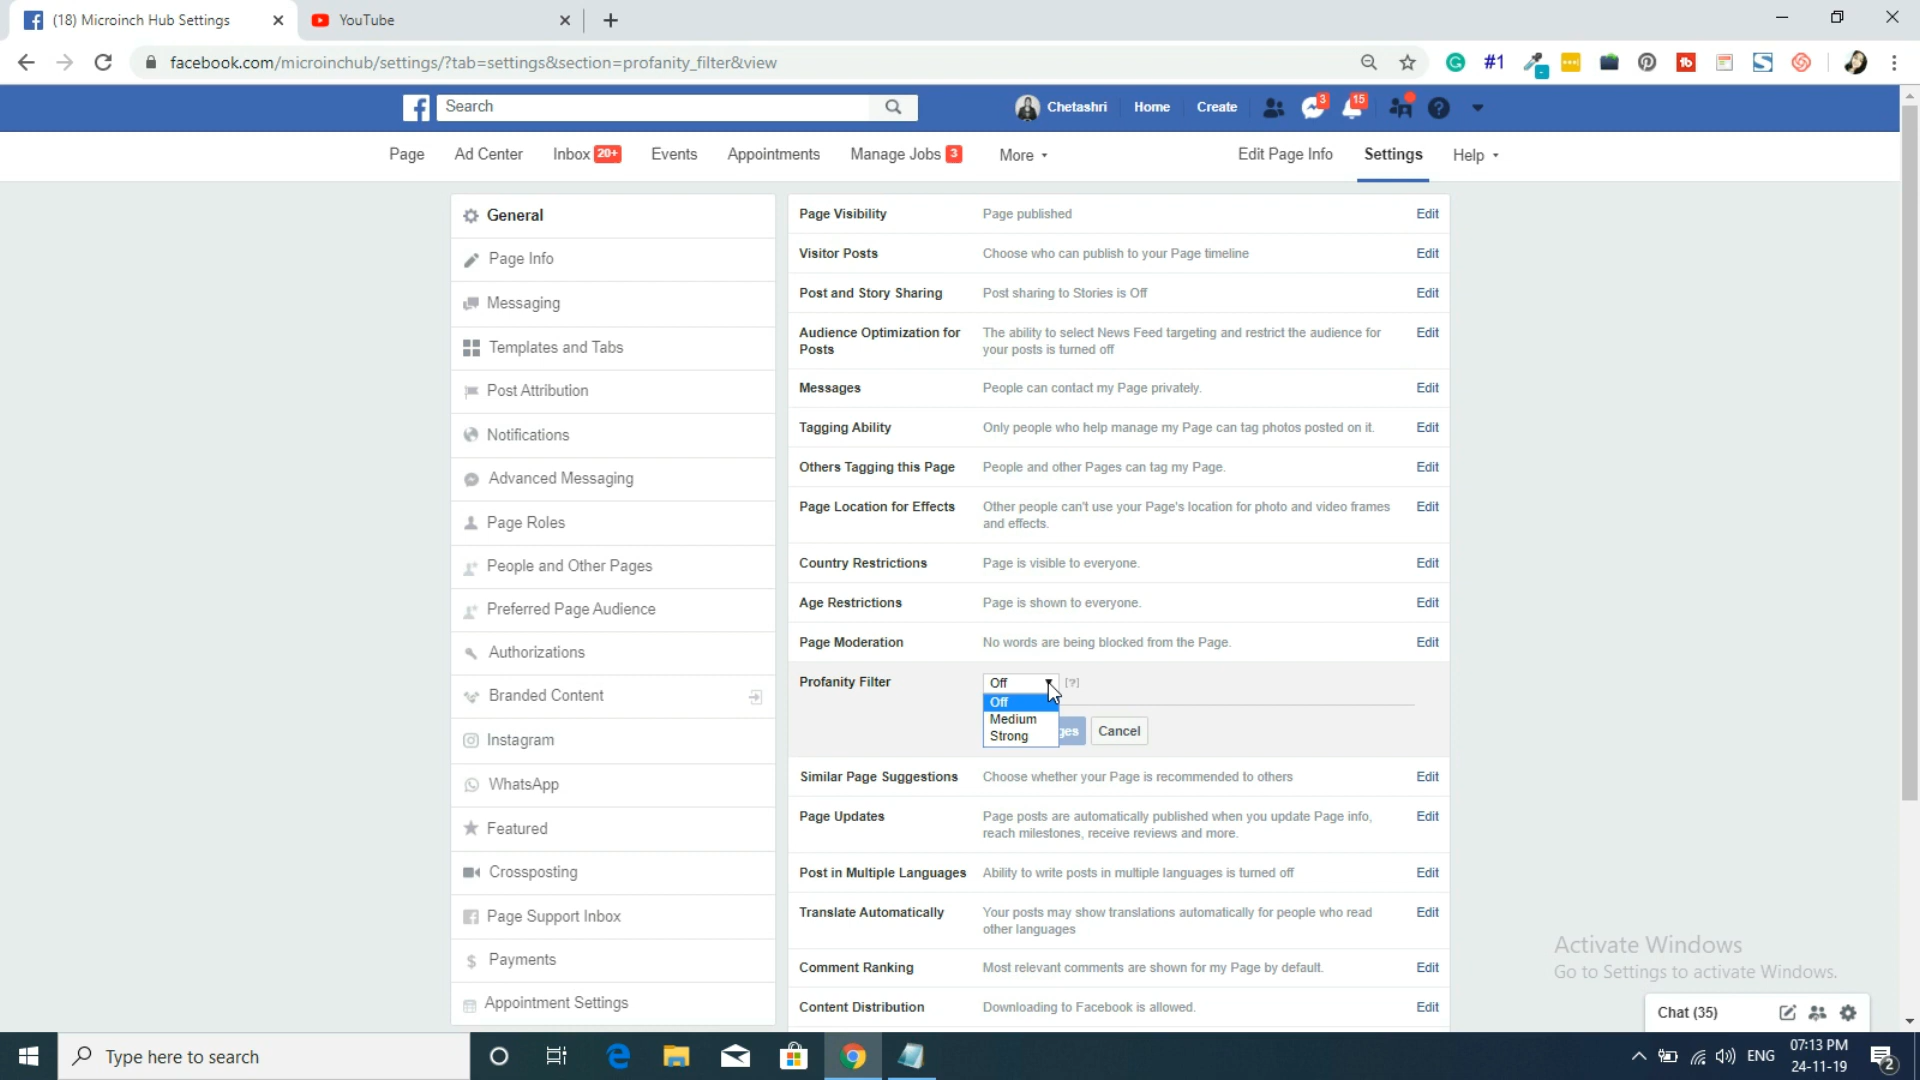 (18) Microinch Hub Settings
YouTube
facebook.com/microinchub/settings/?tab=settings&section=profanity_filter&view
#1
Search
Chetashri
Home
Create
3
15
Page
Ad Center
Inbox 20+
Events
Appointments
Manage Jobs 3
More
Edit Page Info
Settings
Help
General
Page Info
Messaging
Templates and Tabs
Post Attribution
Notifications
Advanced Messaging
Page Roles
People and Other Pages
Preferred Page Audience
Authorizations
Branded Content
Instagram
WhatsApp
Featured
Crossposting
Page Support Inbox
Payments
Appointment Settings
Page Visibility Page published Edit
Visitor Posts Choose who can publish to your Page timeline Edit
Post and Story Sharing Post sharing to Stories is Off Edit
Audience Optimization for The ability to select News Feed targeting and restrict the audience for Edit
Posts your posts is turned off
Messages People can contact my Page privately. Edit
Tagging Ability Only people who help manage my Page can tag photos posted on it. Edit
Others Tagging this Page People and other Pages can tag my Page. Edit
Page Location for Effects Other people can't use your Page's location for photo and video frames Edit
and effects.
Country Restrictions Page is visible to everyone. Edit
Age Restrictions Page is shown to everyone. Edit
Page Moderation No words are being blocked from the Page. Edit
Profanity Filter Off [?]
Off
Medium
Strong
ges Cancel
Similar Page Suggestions Choose whether your Page is recommended to others Edit
Page Updates Page posts are automatically published when you update Page info, Edit
reach milestones, receive reviews and more.
Post in Multiple Languages Ability to write posts in multiple languages is turned off Edit
Translate Automatically Your posts may show translations automatically for people who read Edit
other languages
Comment Ranking Most relevant comments are shown for my Page by default. Edit
Content Distribution Downloading to Facebook is allowed. Edit
Activate Windows
Go to Settings to activate Windows.
Chat (35)
Type here to search
ENG
07:13 PM
24-11-19
2